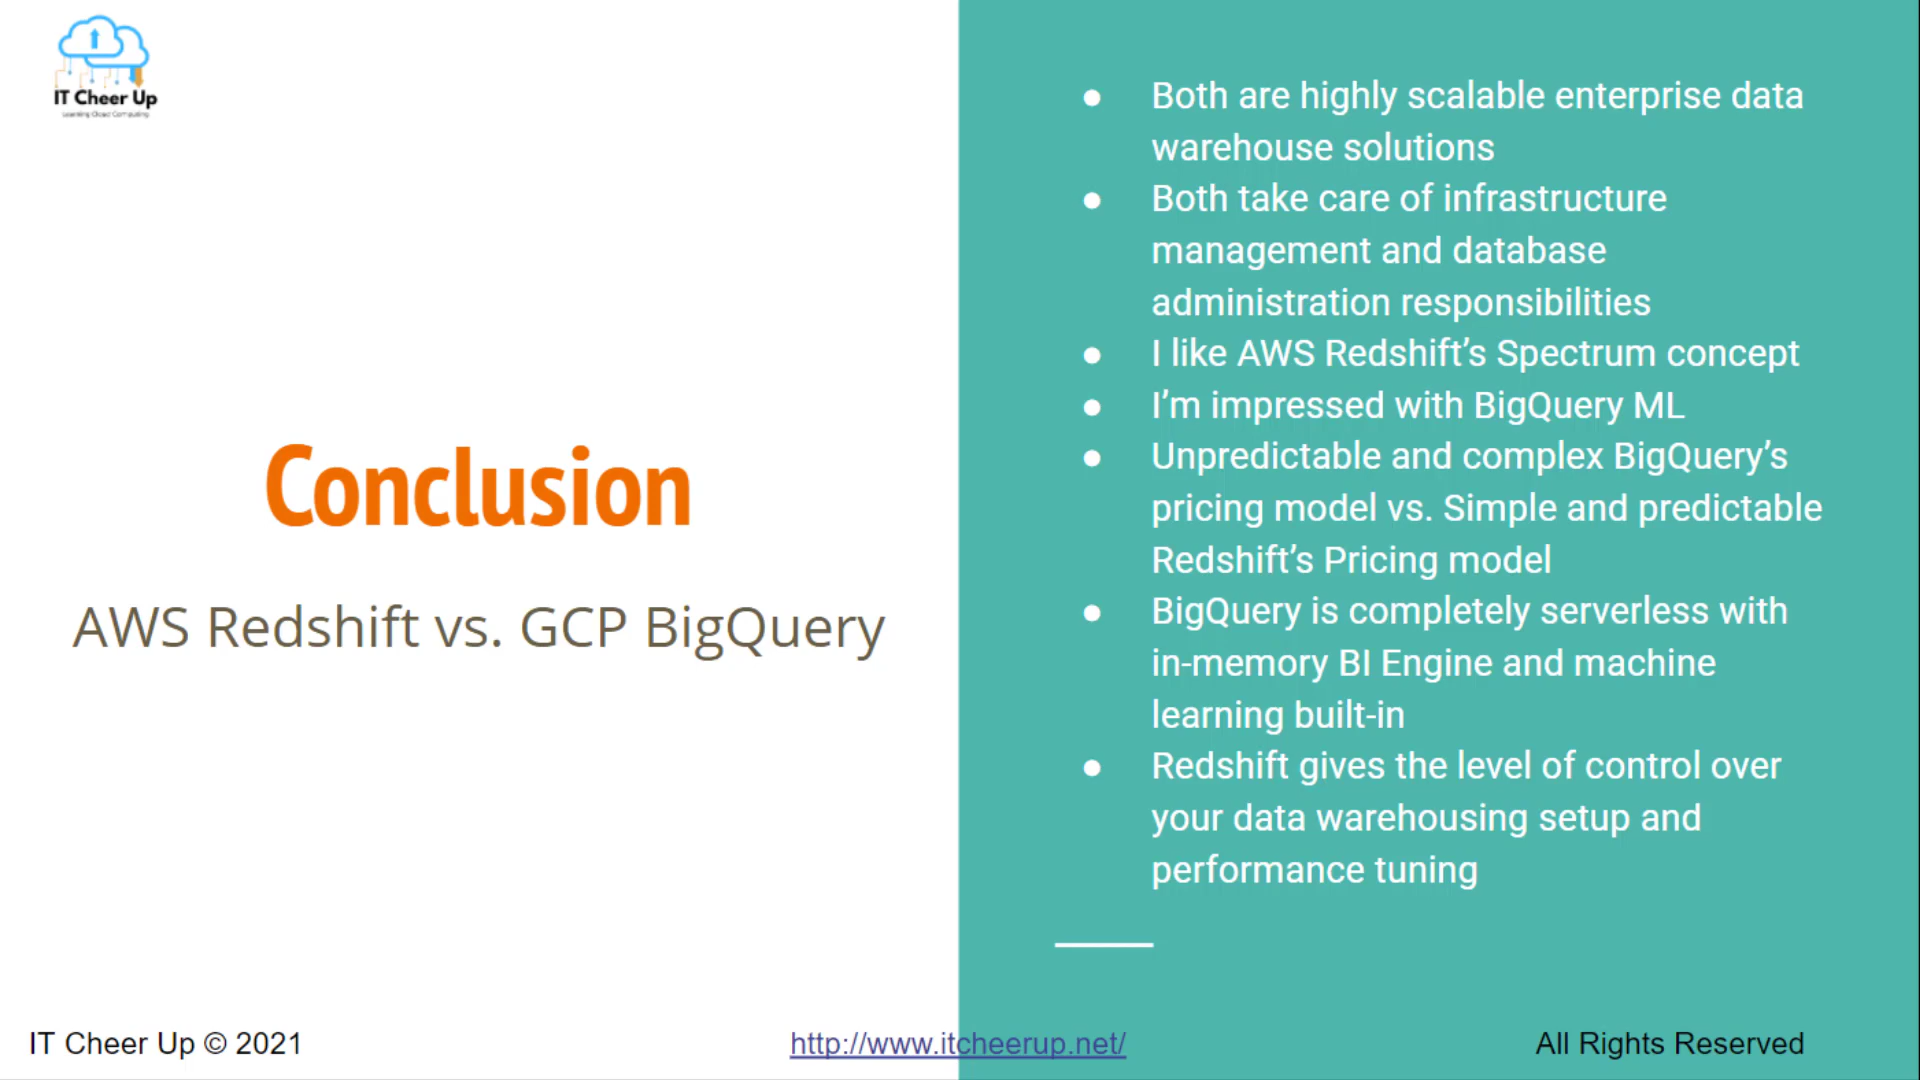 IT Cheer Up
Learning Cloud Computing
Conclusion
AWS Redshift vs. GCP BigQuery
● Both are highly scalable enterprise data
warehouse solutions
● Both take care of infrastructure
management and database
administration responsibilities
● I like AWS Redshift’s Spectrum concept
● I’m impressed with BigQuery ML
● Unpredictable and complex BigQuery’s
pricing model vs. Simple and predictable
Redshift’s Pricing model
● BigQuery is completely serverless with
in-memory BI Engine and machine
learning built-in
● Redshift gives the level of control over
your data warehousing setup and
performance tuning
IT Cheer Up © 2021
http://www.itcheerup.net/
All Rights Reserved